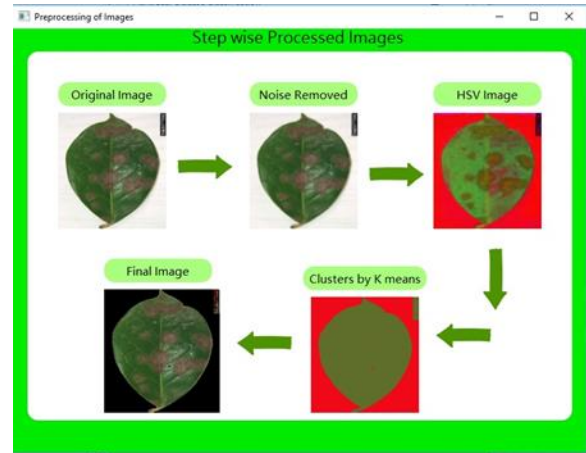 Preprocessing of Images
Step wise Processed Images
Original Image
Noise Removed
HSV Image
Final Image
Clusters by K means